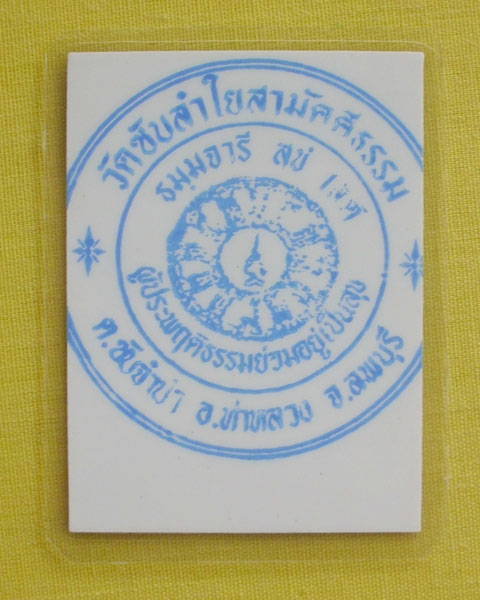 วัดซับลำใยสามัคคีธรรม
ธมฺมจารี สุขํ เสติ
ผู้ประพฤติธรรมย่อมอยู่เป็นสุข
ต.ซับจำปา อ.ท่าหลวง จ.ลพบุรี